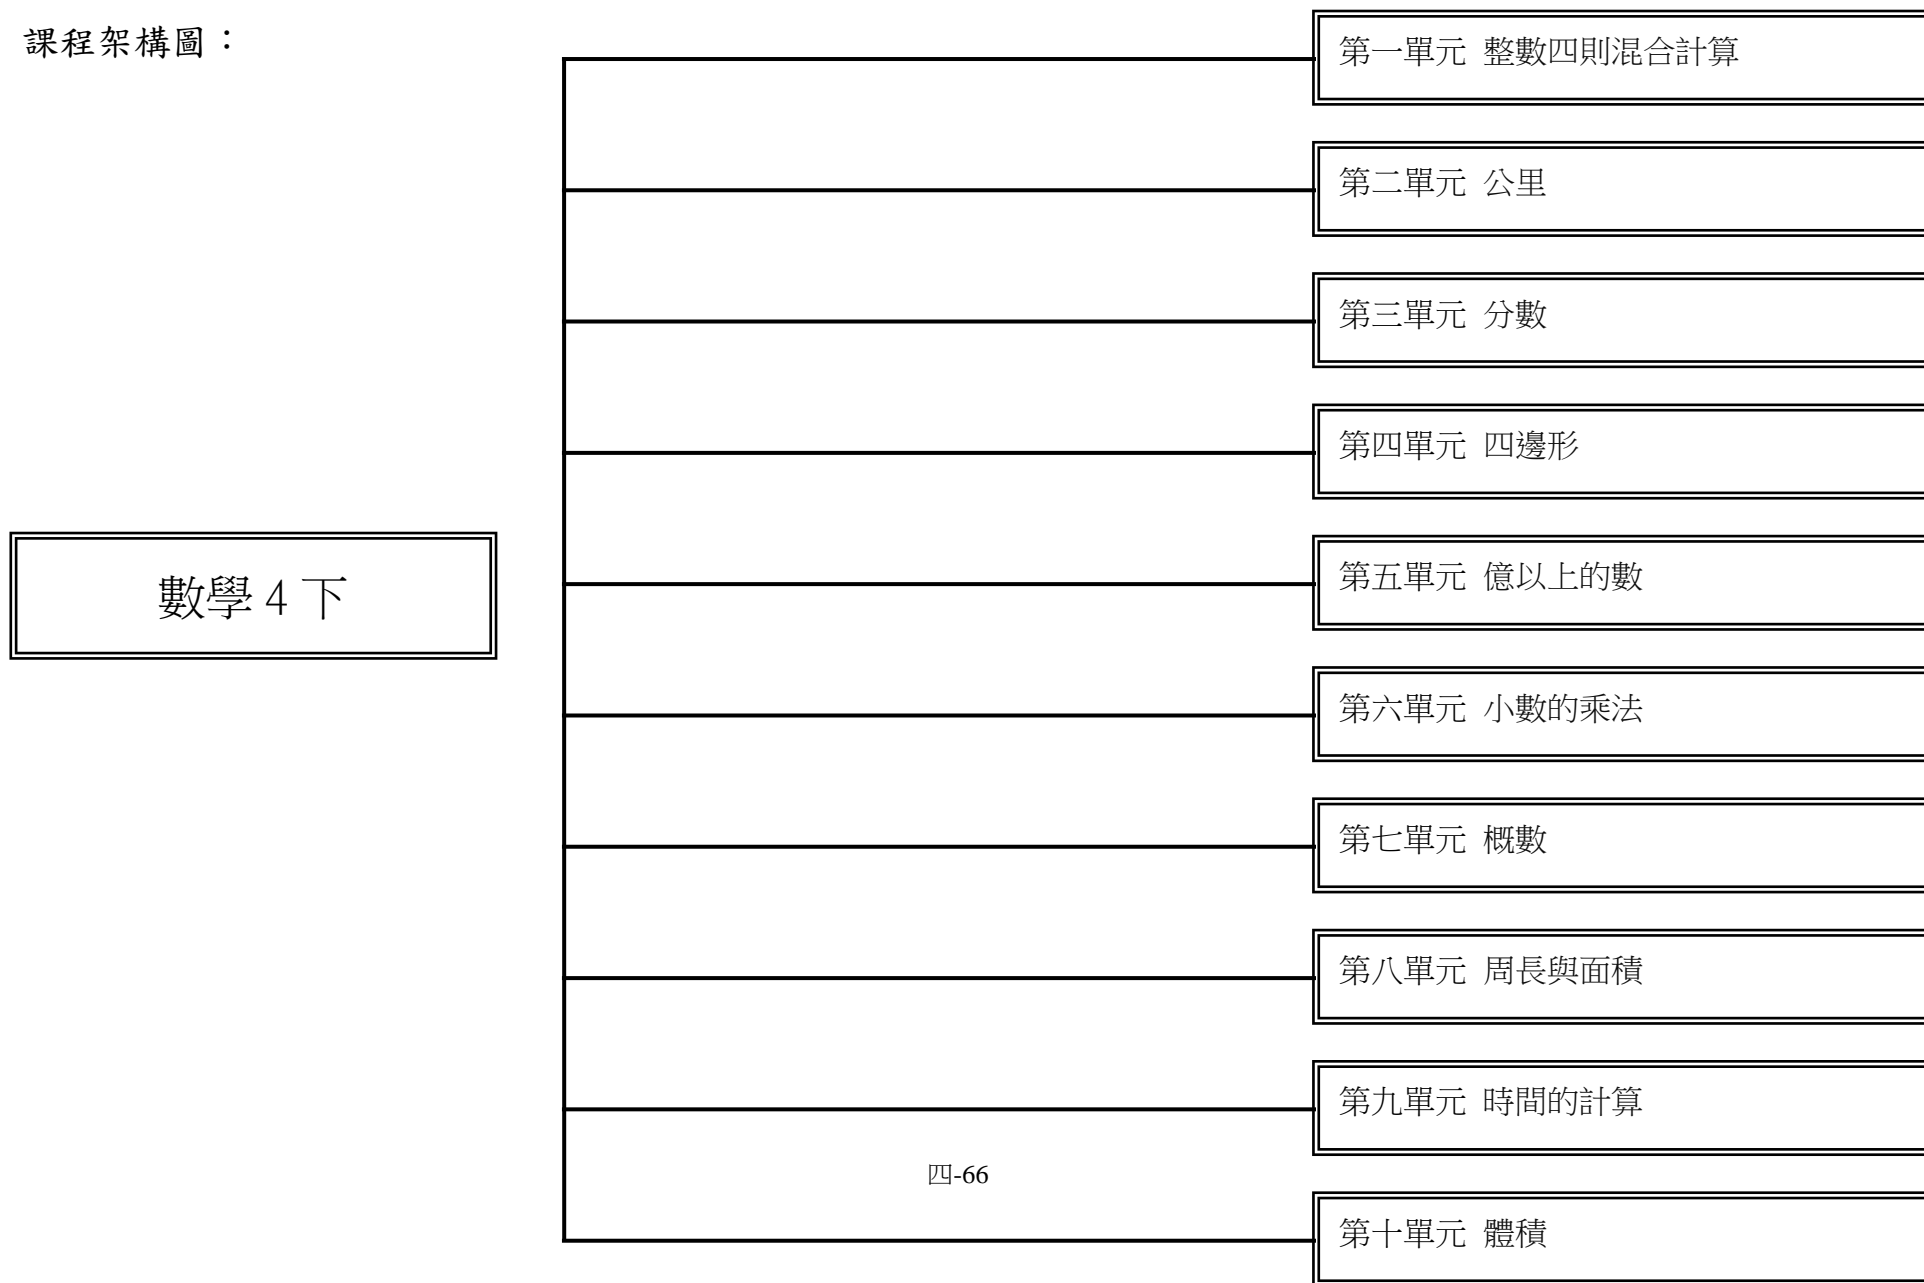 課程架構圖：
第一單元 整數四則混合計算
第二單元 公里
第三單元 分數
第四單元 四邊形
第五單元 億以上的數
數學 4 下
第六單元 小數的乘法
第七單元 概數
第八單元 周長與面積
第九單元 時間的計算
四-66
第十單元 體積